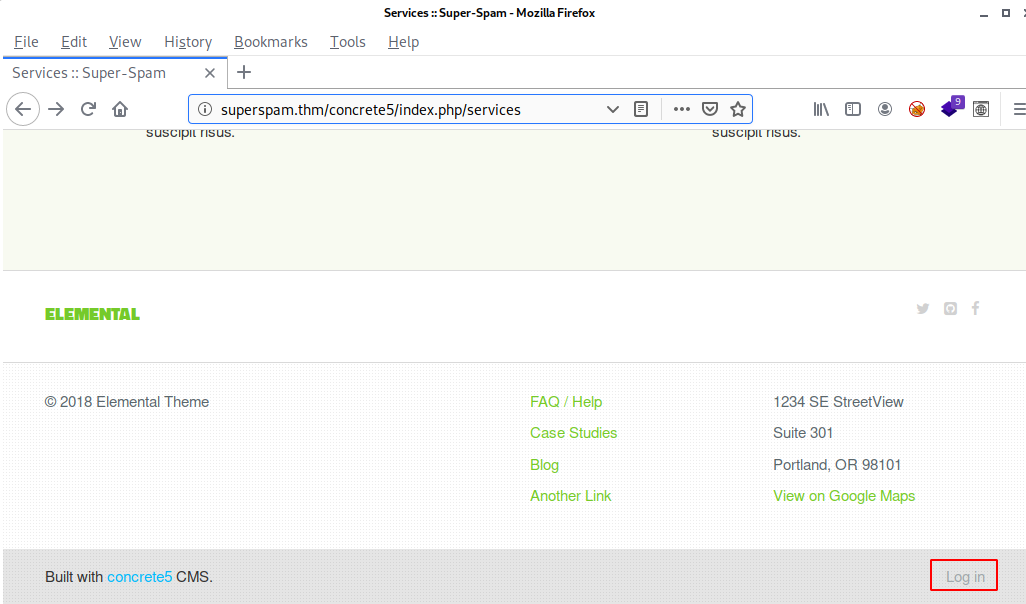 Services :: Super-Spam - Mozilla Firefox
File Edit View History Bookmarks Tools Help
Services :: Super-Spam
superspam.thm/concrete5/index.php/services
9
suscipit risus. suscipit risus.
ELEMENTAL
© 2018 Elemental Theme FAQ / Help 1234 SE StreetView
Case Studies Suite 301
Blog Portland, OR 98101
Another Link View on Google Maps
Built with concrete5 CMS. Log in